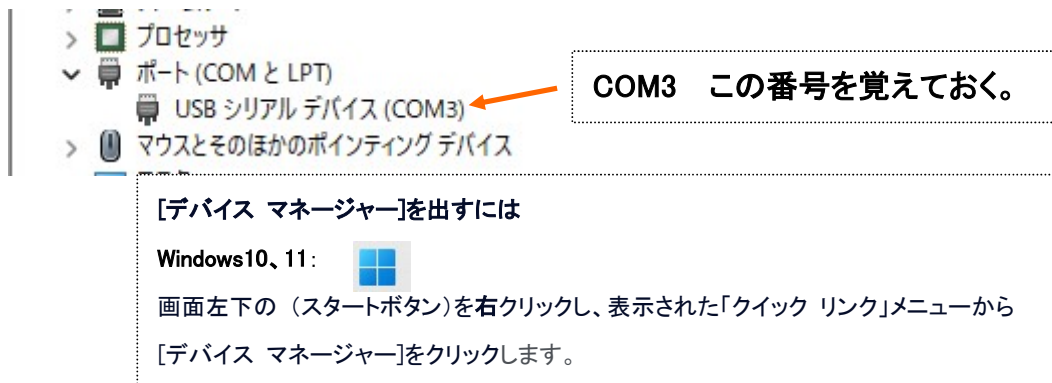 プロセッサ
ポート (COM と LPT)
USB シリアル デバイス (COM3)
COM3　この番号を覚えておく。
マウスとそのほかのポインティング デバイス
[デバイス マネージャー]を出すには
Windows10、11:
画面左下の （スタートボタン）を右クリックし、表示された「クイック リンク」メニューから
[デバイス マネージャー]をクリックします。